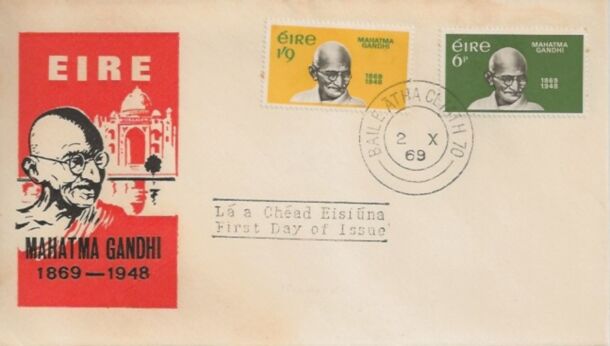 EIRE
MAHATMA GANDHI
1869 — 1948
éire
1/9
MAHATMA
GANDHI
1869
1948
éire
6p
MAHATMA
GANDHI
1869
1948
BAILE ÁTHA CLIATH 70
2 X
69
Lá a Chéad Eisiúna
First Day of Issue